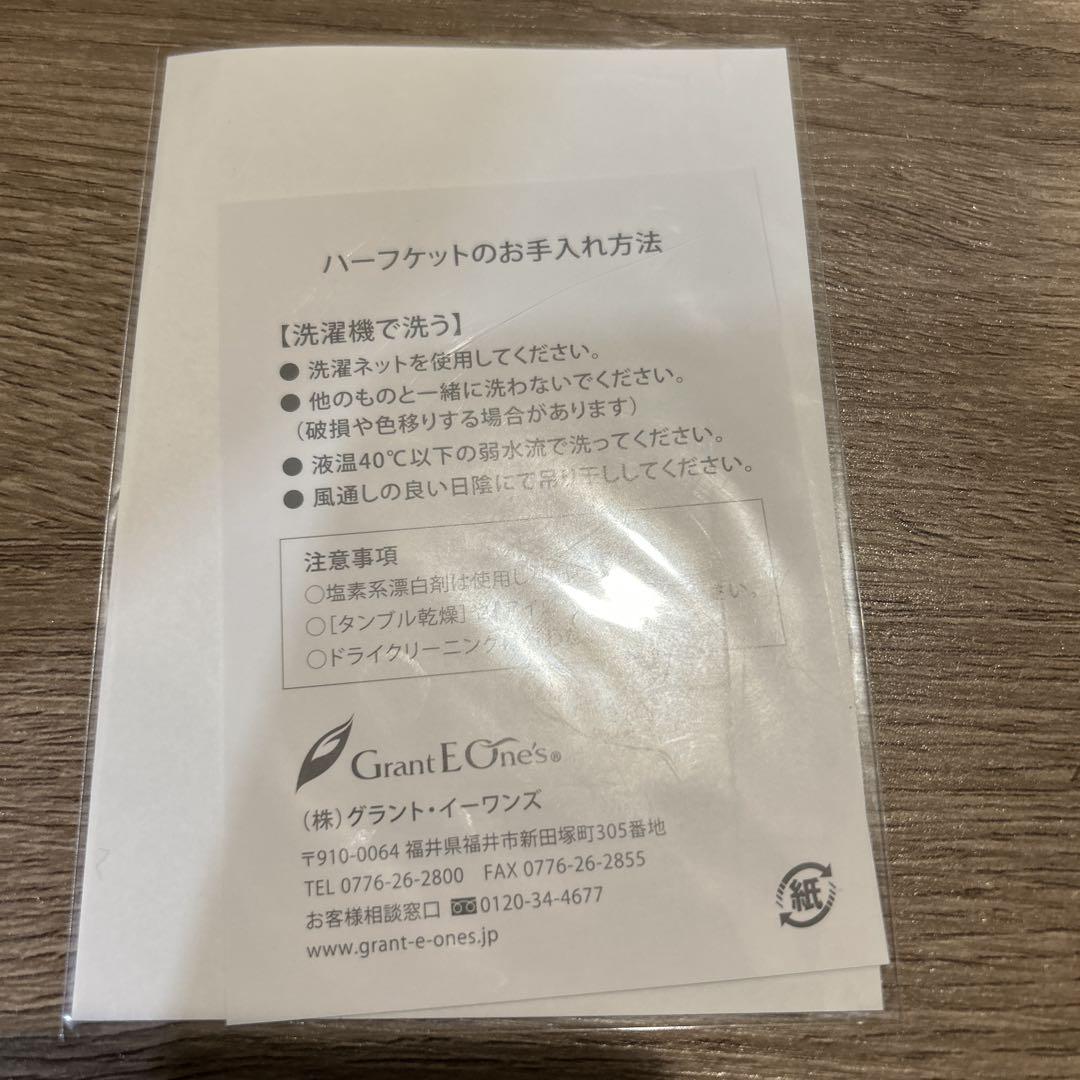 ハーフケットのお手入れ方法
【洗濯機で洗う】
● 洗濯ネットを使用してください。
● 他のものと一緒に洗わないでください。
（破損や色移りする場合があります）
● 液温40℃以下の弱水流で洗ってください。
● 風通しの良い日陰にて吊り干ししてください。
注意事項
○塩素系漂白剤は使用し さい。
○[タンブル乾燥]
○ドライクリーニング
Grant E One's®
（株）グラント・イーワンズ
〒910-0064 福井県福井市新田塚町305番地
TEL 0776-26-2800 FAX 0776-26-2855
お客様相談窓口 0120-34-4677
www.grant-e-ones.jp
紙